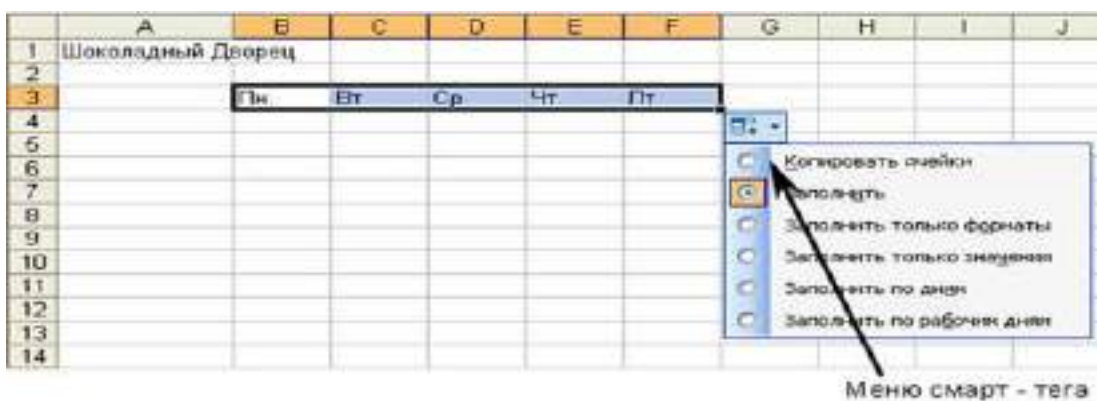 A B C D E F G H I J
1 Шоколадный Дворец
2
3 Пн Вт Ср Чт Пт
4
5
6 Копировать ячейки
7 Заполнить
8 Заполнить только форматы
9
10 Заполнить только значения
11 Заполнить по дням
12
13 Заполнить по рабочим дням
14
Меню смарт - тега